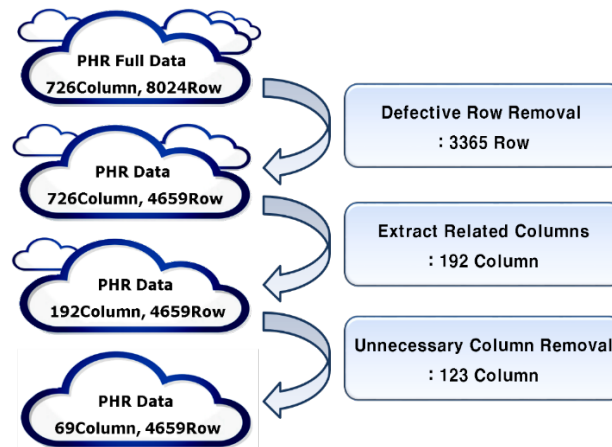 PHR Full Data
726Column, 8024Row
Defective Row Removal
: 3365 Row
PHR Data
726Column, 4659Row
Extract Related Columns
: 192 Column
PHR Data
192Column, 4659Row
Unnecessary Column Removal
: 123 Column
PHR Data
69Column, 4659Row